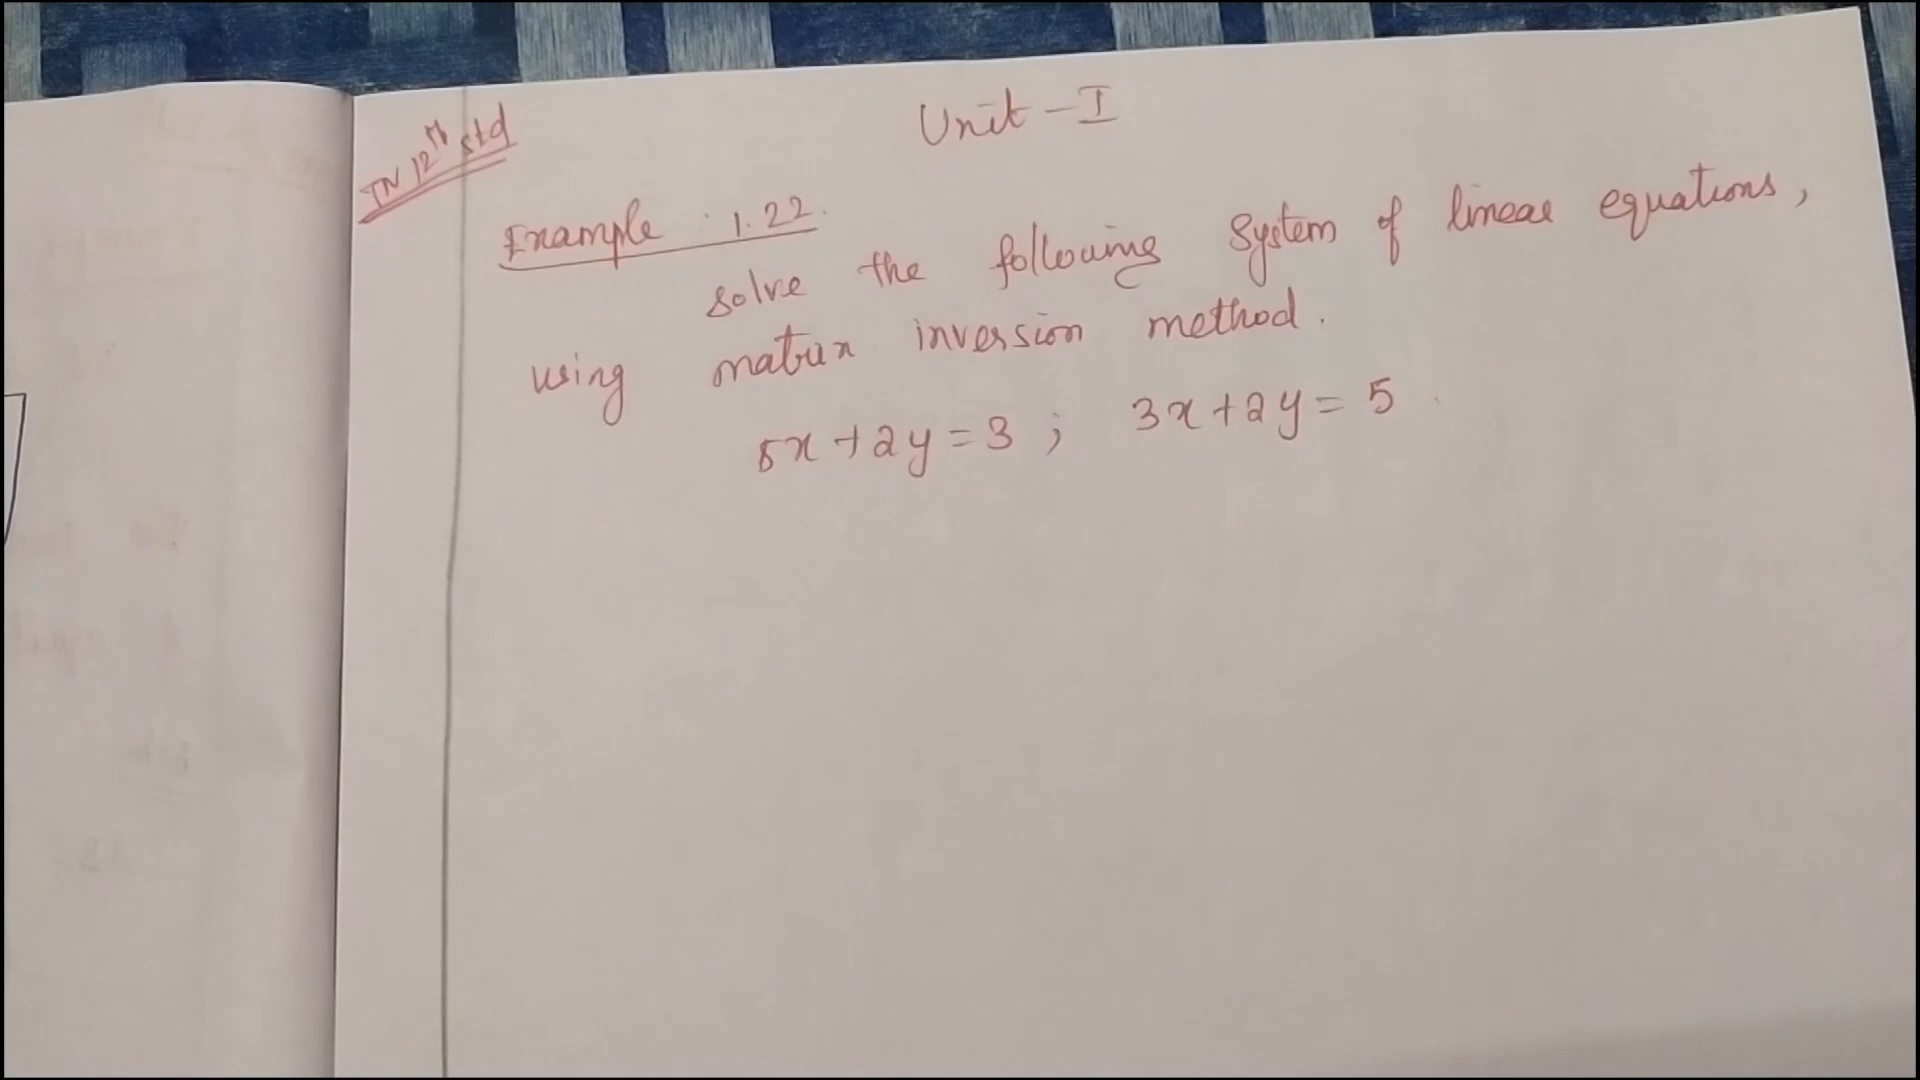 TN 12th std
Unit - I
Example : 1.22.
solve the following system of linear equations,
using matrix inversion method.
5x + 2y = 3 ; 3x + 2y = 5